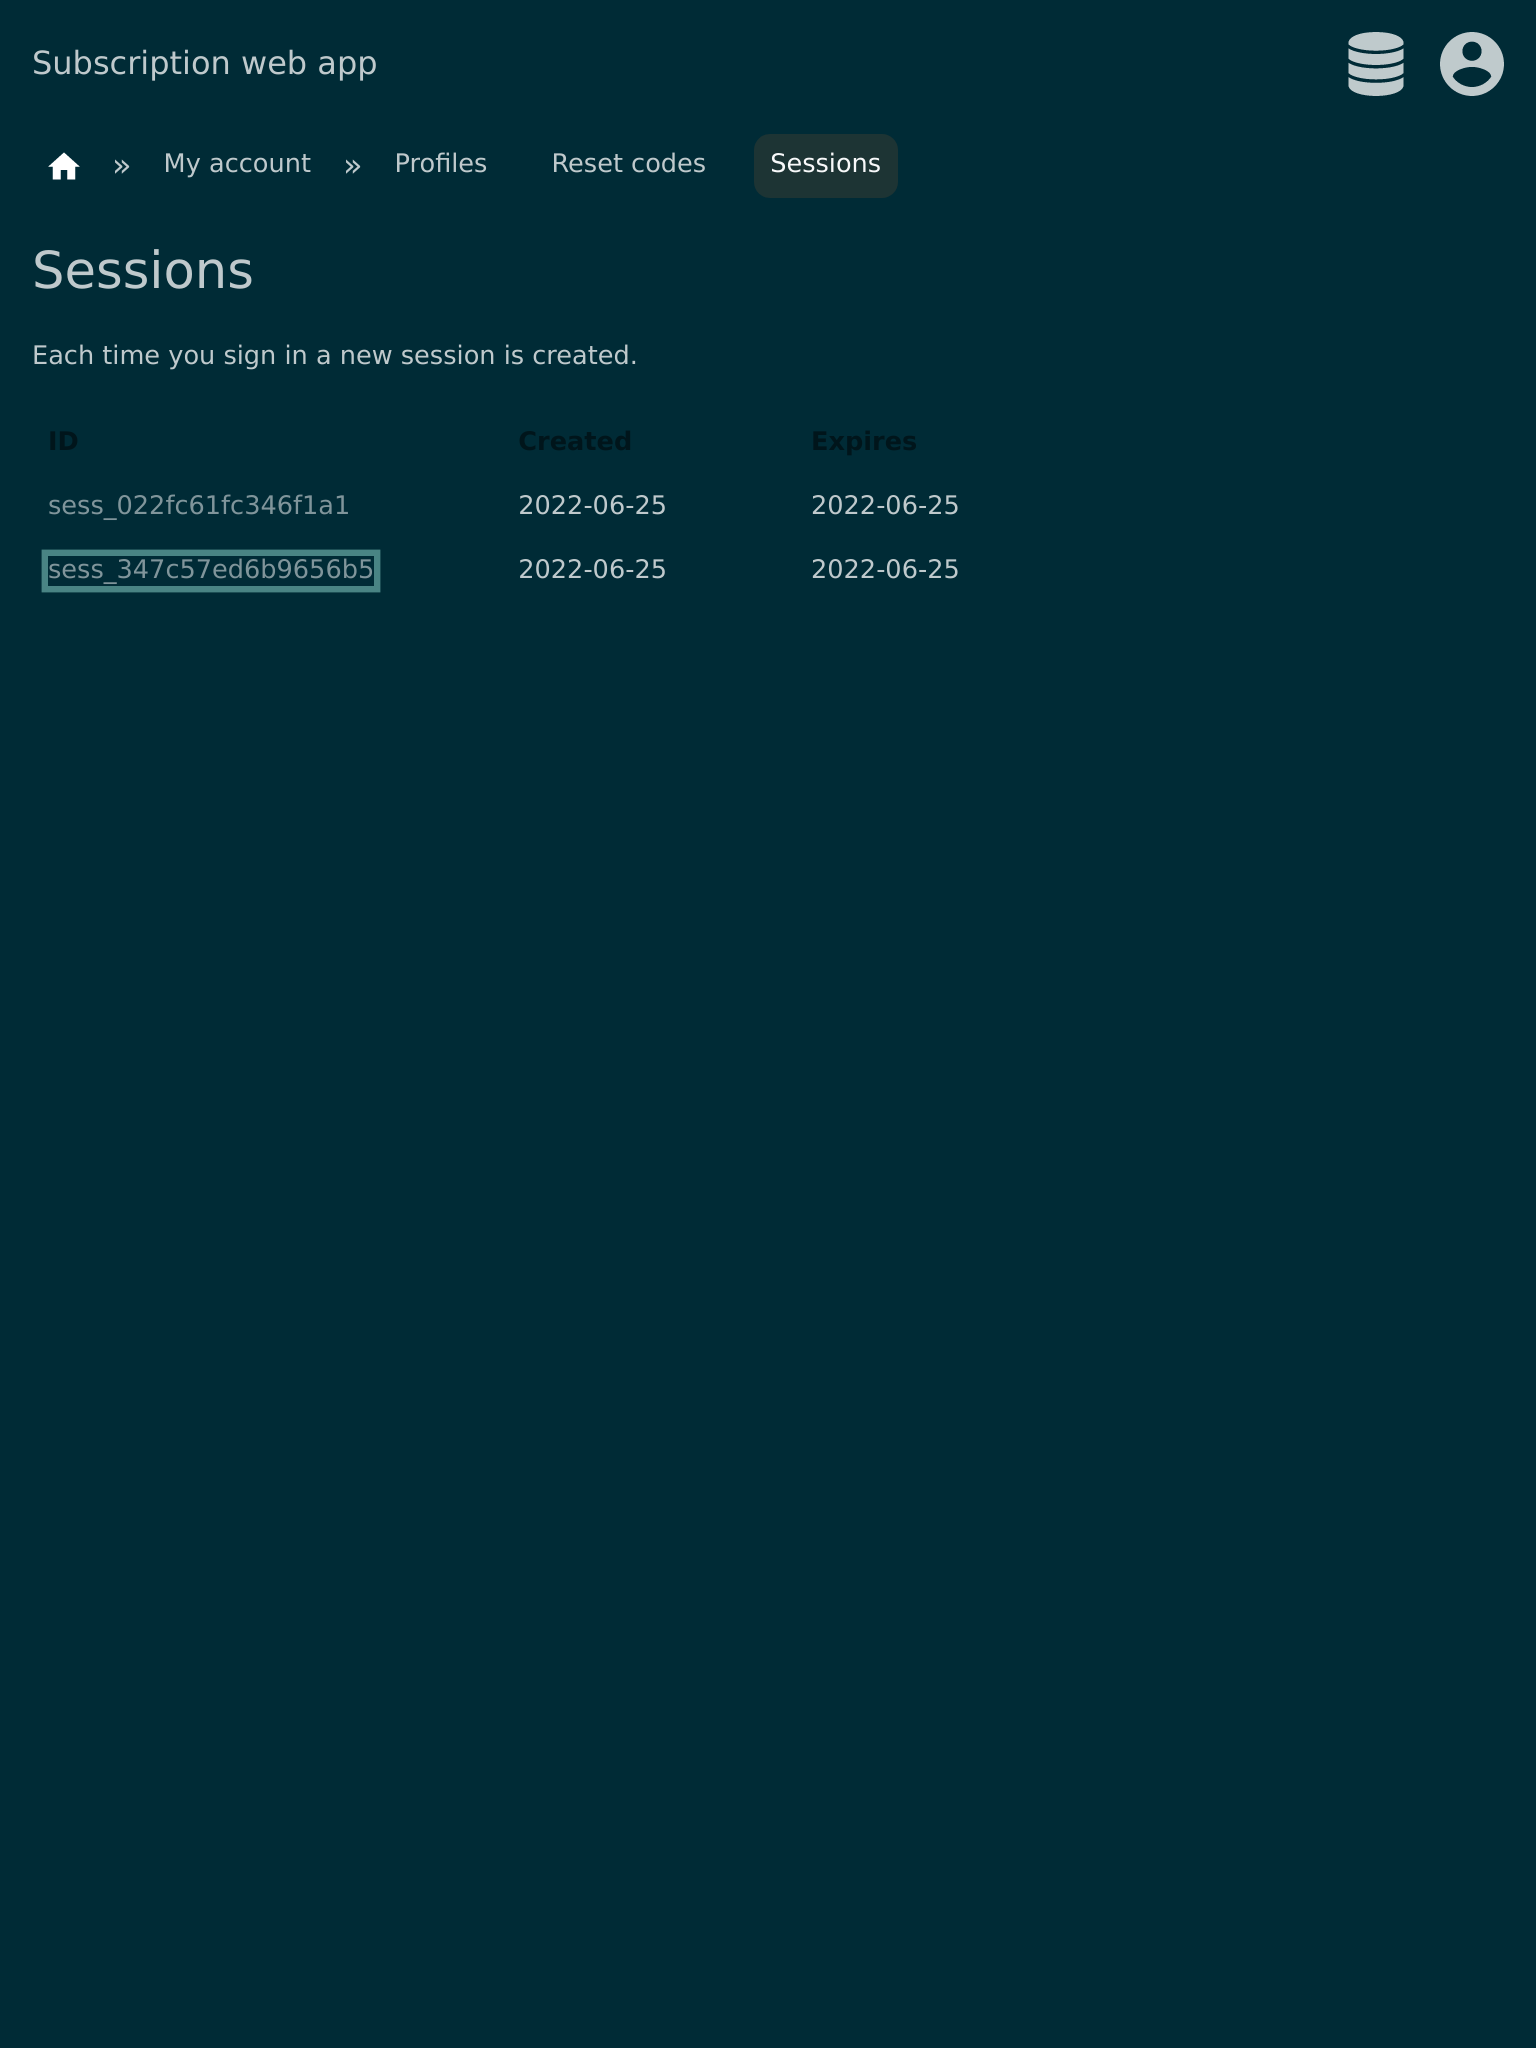 Subscription web app
» My account » Profiles Reset codes Sessions
Sessions
Each time you sign in a new session is created.
ID Created Expires
sess_022fc61fc346f1a1 2022-06-25 2022-06-25
sess_347c57ed6b9656b5 2022-06-25 2022-06-25